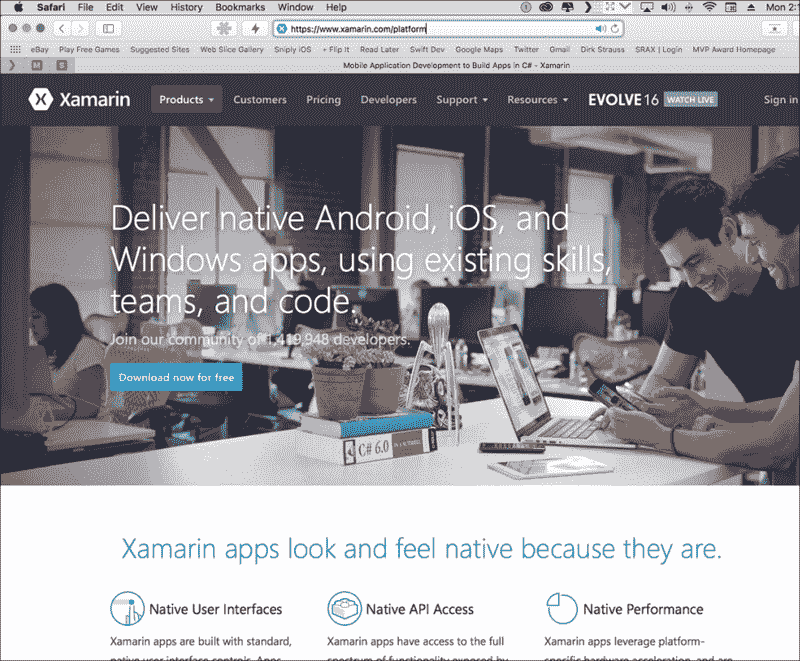 Safari File Edit View History Bookmarks Window Help Mon 2:1
https://www.xamarin.com/platform
eBay Play Free Games Suggested Sites Web Slice Gallery Sniply iOS + Flip It Read Later Swift Dev Google Maps Twitter Gmail Dirk Strauss SRAX | Login MVP Award Homepage
M S Mobile Application Development to Build Apps in C# - Xamarin
X Xamarin Products Customers Pricing Developers Support Resources EVOLVE16 WATCH LIVE Sign in
Deliver native Android, iOS, and
Windows apps, using existing skills,
teams, and code.
Join our community of 1,419,948 developers.
Download now for free
C# 6.0
Xamarin apps look and feel native because they are.
Native User Interfaces Native API Access Native Performance
Xamarin apps are built with standard, Xamarin apps have access to the full Xamarin apps leverage platform-
native user interface controls. Apps spectrum of functionality exposed by specific hardware acceleration, and are